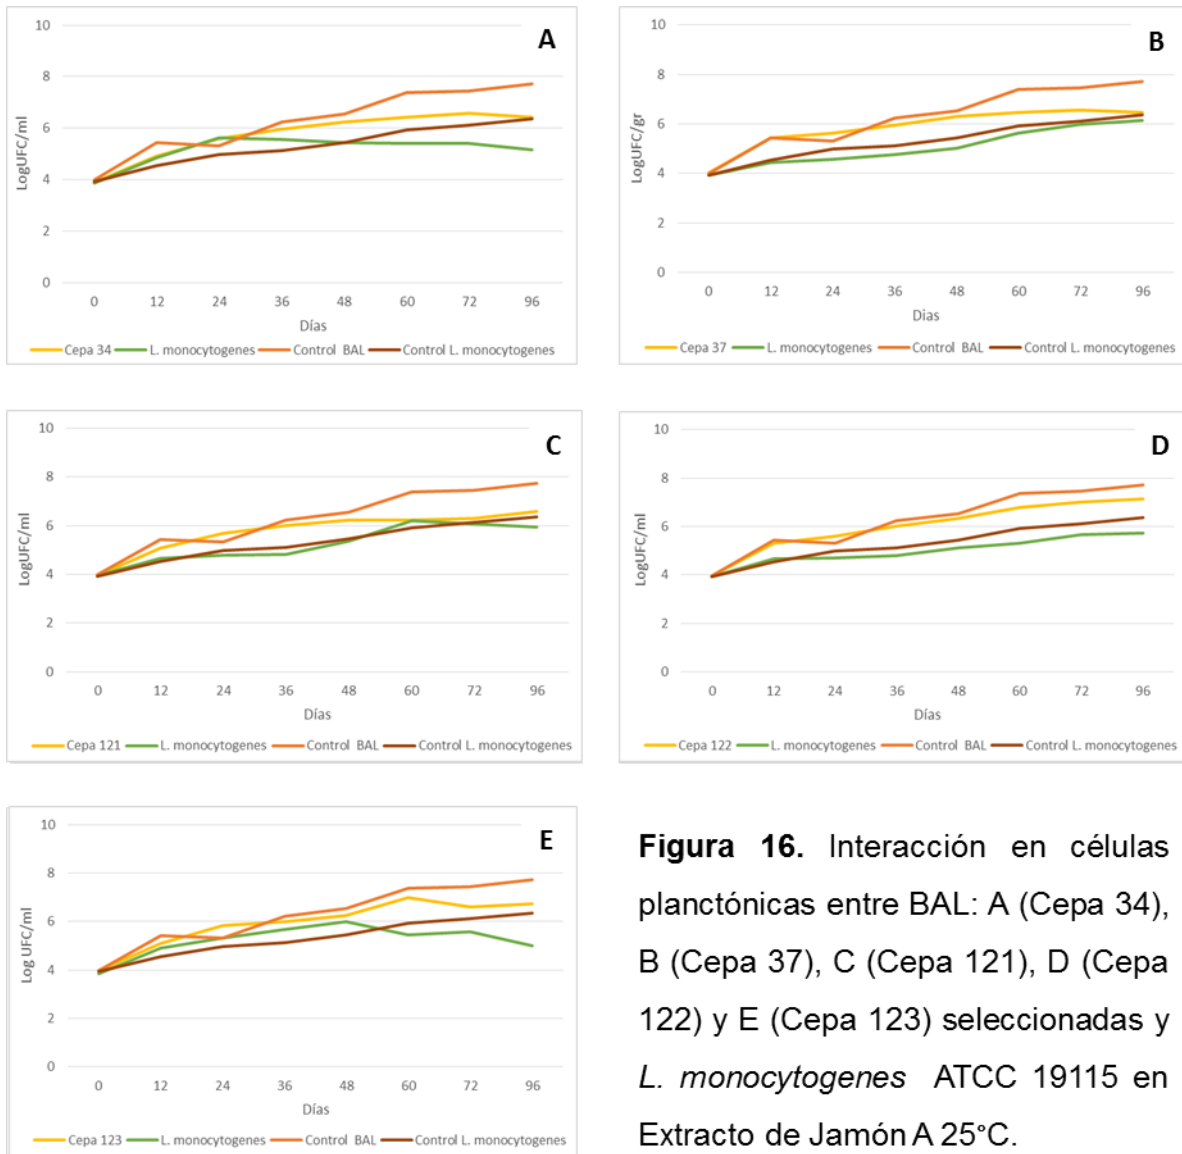 A
10
8
6
4
2
0
LogUFC/ml
0 12 24 36 48 60 72 96
Días
Cepa 34 L. monocytogenes Control BAL Control L. monocytogenes
B
10
8
6
4
2
0
LogUFC/gr
0 12 24 36 48 60 72 96
Dias
Cepa 37 L. monocytogenes Control BAL Control L. monocytogenes
C
10
8
6
4
2
0
LogUFC/ml
0 12 24 36 48 60 72 96
Días
Cepa 121 L. monocytogenes Control BAL Control L. monocytogenes
D
10
8
6
4
2
0
LogUFC/ml
0 12 24 36 48 60 72 96
Días
Cepa 122 L. monocytogenes Control BAL Control L. monocytogenes
E
10
8
6
4
2
0
Log UFC/ml
0 12 24 36 48 60 72 96
Días
Cepa 123 L. monocytogenes Control BAL Control L. monocytogenes
Figura 16. Interacción en células
planctónicas entre BAL: A (Cepa 34),
B (Cepa 37), C (Cepa 121), D (Cepa
122) y E (Cepa 123) seleccionadas y
L. monocytogenes ATCC 19115 en
Extracto de Jamón A 25°C.